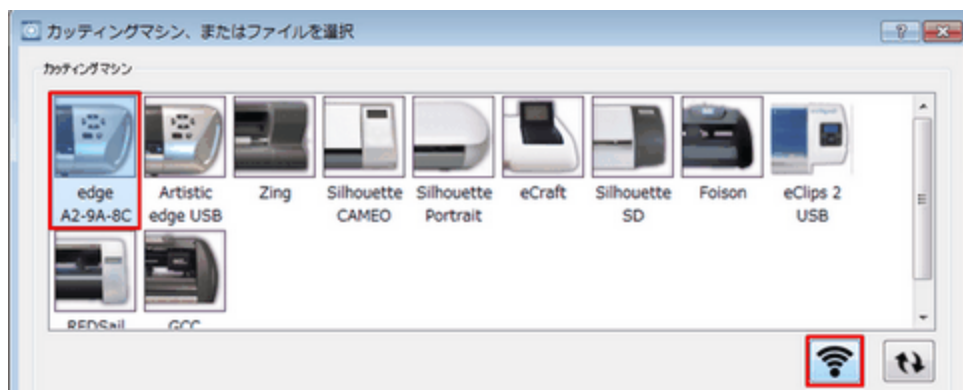 カッティングマシン、またはファイルを選択
カッティングマシン
edge Artistic Zing Silhouette Silhouette eCraft Silhouette Foison eClips 2
A2-9A-8C edge USB CAMEO Portrait SD USB
REDSail GCC